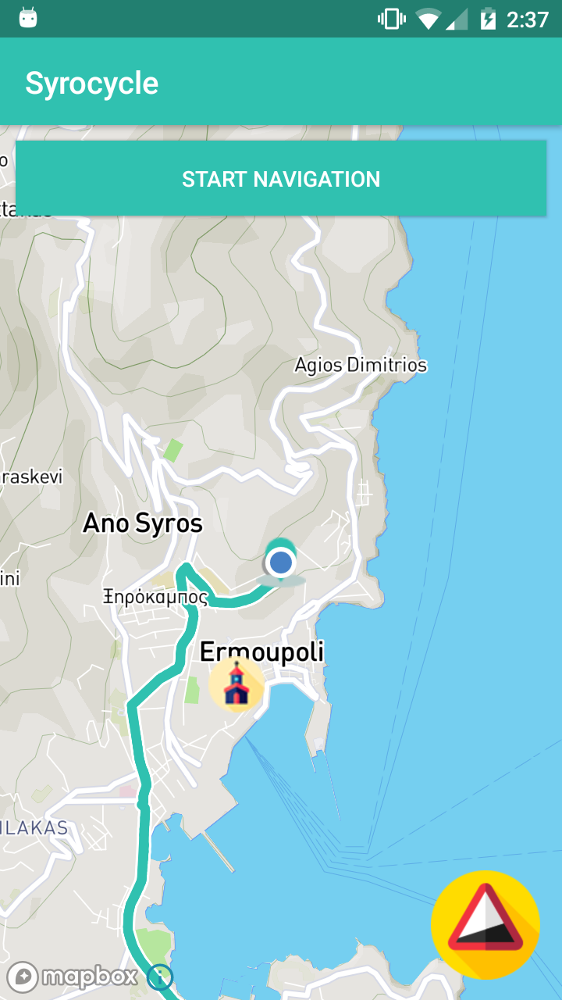 2:37
Syrocycle
START NAVIGATION
Agios Dimitrios
raskevi
Ano Syros
ini
Ξηρόκαμπος
Ermoupoli
ILAKAS
mapbox